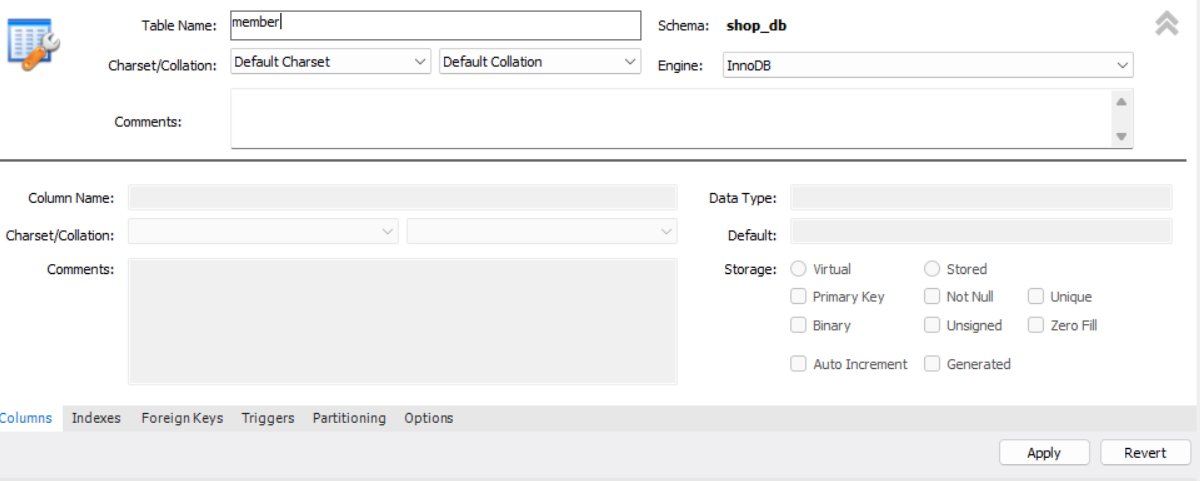 Table Name: member Schema: shop_db
Charset/Collation: Default Charset Default Collation Engine: InnoDB
Comments:
Column Name: Data Type:
Charset/Collation: Default:
Comments: Storage: Virtual Stored
Primary Key Not Null Unique
Binary Unsigned Zero Fill
Auto Increment Generated
Columns Indexes Foreign Keys Triggers Partitioning Options
Apply Revert